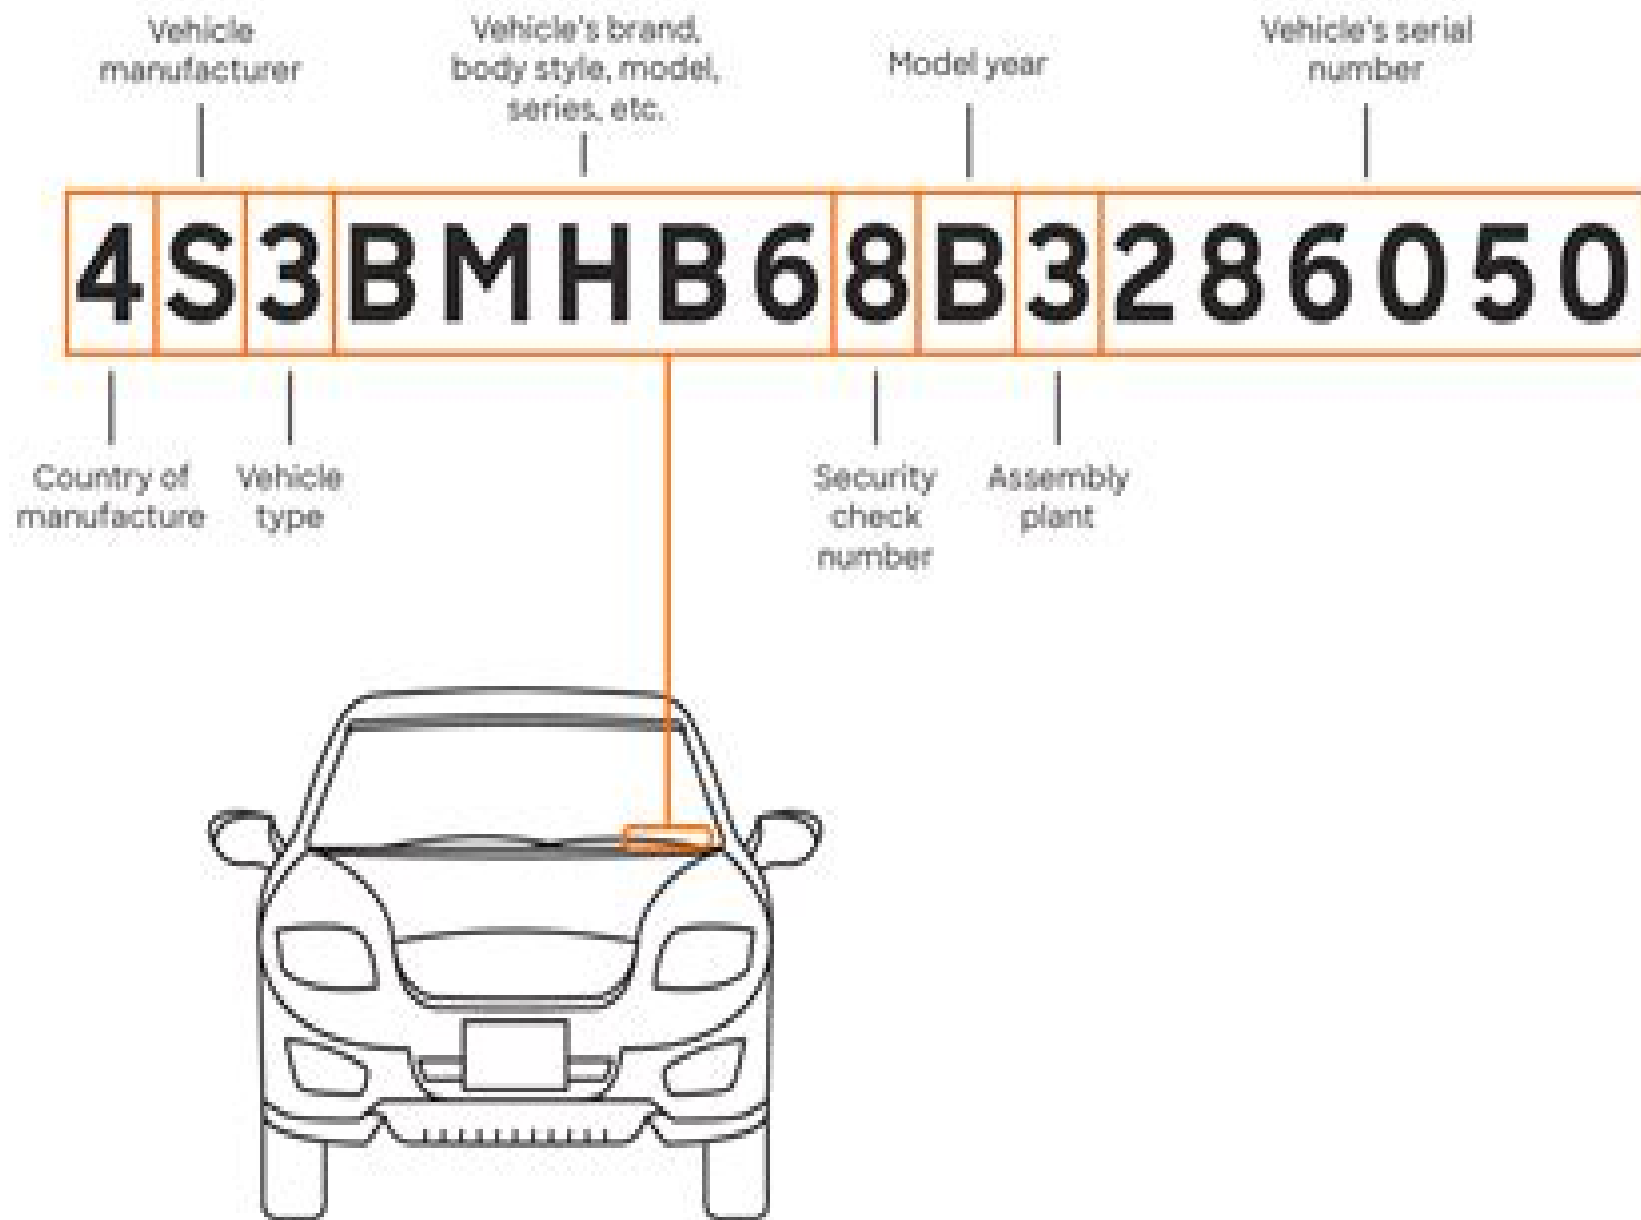 Vehicle
manufacturer
Vehicle's brand,
body style, model,
series, etc.
Model year
Vehicle's serial
number
4S3BMHB68B3286050
Country of
manufacture
Vehicle
type
Security
check
number
Assembly
plant